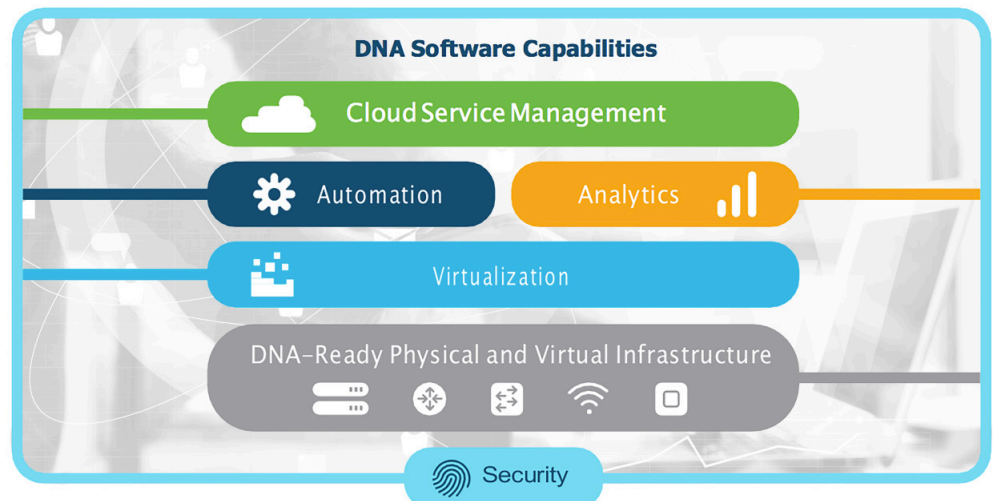 DNA Software Capabilities
Cloud Service Management
Automation
Analytics
Virtualization
DNA-Ready Physical and Virtual Infrastructure
Security